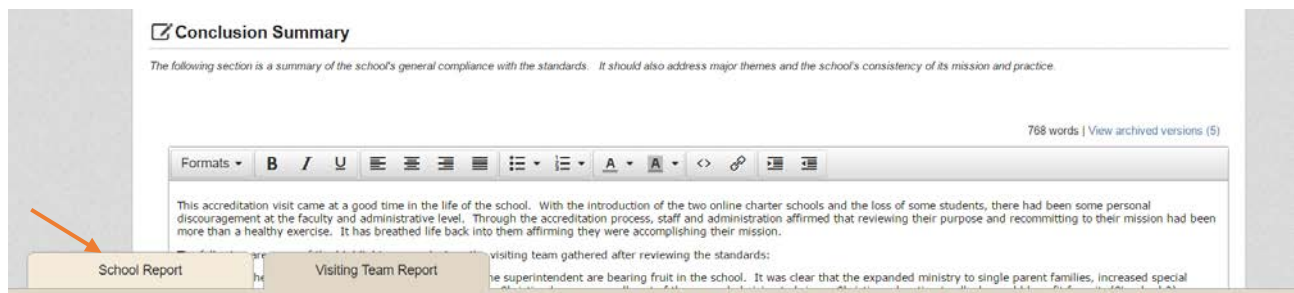 Conclusion Summary
The following section is a summary of the school's general compliance with the standards. It should also address major themes and the school's consistency of its mission and practice.
768 words | View archived versions (5)
Formats B I U A A <>
This accreditation visit came at a good time in the life of the school. With the introduction of the two online charter schools and the loss of some students, there had been some personal
discouragement at the faculty and administrative level. Through the accreditation process, staff and administration affirmed that reviewing their purpose and recommitting to their mission had been
more than a healthy exercise. It has breathed life back into them affirming they were accomplishing their mission.
visiting team gathered after reviewing the standards:
School Report Visiting Team Report
superintendent are bearing fruit in the school. It was clear that the expanded ministry to single parent families, increased special